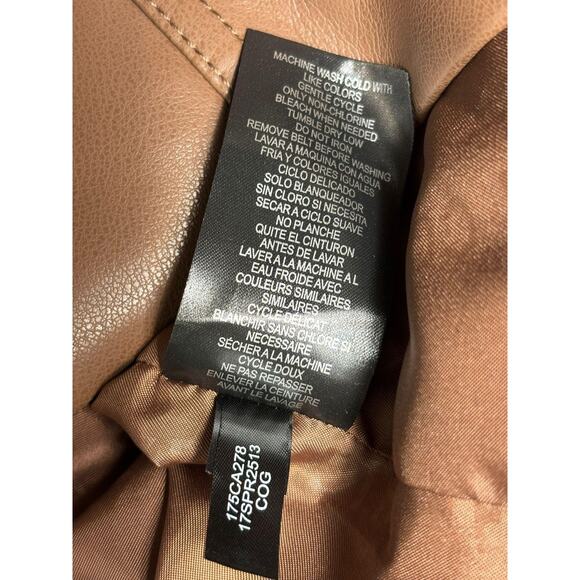 MACHINE WASH COLD WITH
LIKE COLORS
GENTLE CYCLE
ONLY NON-CHLORINE
BLEACH WHEN NEEDED
TUMBLE DRY LOW
DO NOT IRON
REMOVE BELT BEFORE WASHING
LAVAR A MAQUINA CON AGUA
FRIA Y COLORES IGUALES
CICLO DELICADO
SOLO BLANQUEADOR
SIN CLORO SI NECESITA
SECAR A CICLO SUAVE
NO PLANCHE
QUITE EL CINTURON
ANTES DE LAVAR
LAVER A LA MACHINE A L
EAU FROIDE AVEC
COULEURS SIMILAIRES
SIMILAIRES
CYCLE DÉLICAT
BLANCHIR SANS CHLORE SI
NECESSAIRE
SÉCHER A LA MACHINE
CYCLE DOUX
NE PAS REPASSER
ENLEVER LA CEINTURE
AVANT LE LAVAGE
175CA278
17SPR2513
COG